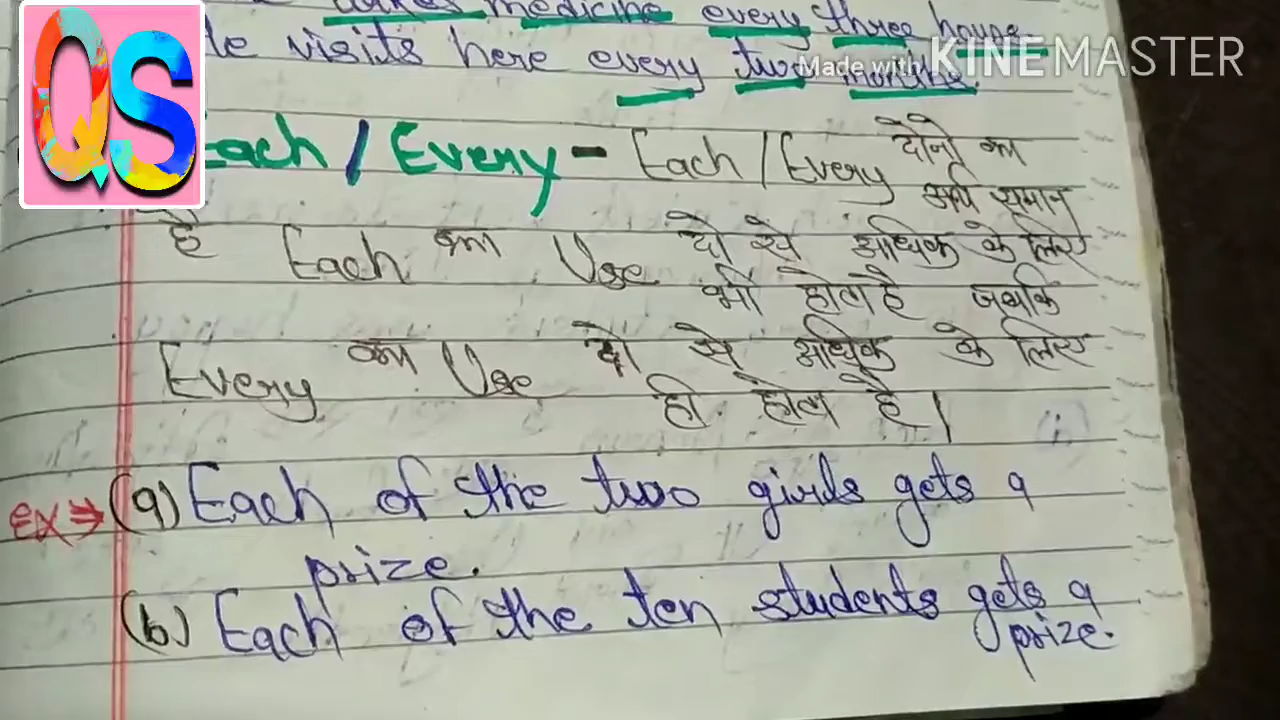 takes medicine every three hours.
He visits here every two months.
Made with KINEMASTER
QS
Each / Every - Each / Every दोनों का
अर्थ समान
है Each का Use दो से अधिक के लिए
भी होता है जबकि
Every का Use दो से अधिक के लिए
ही होता है।
ex ⇒ (a) Each of the two girls gets a
prize.
(b) Each of the ten students gets a
prize.